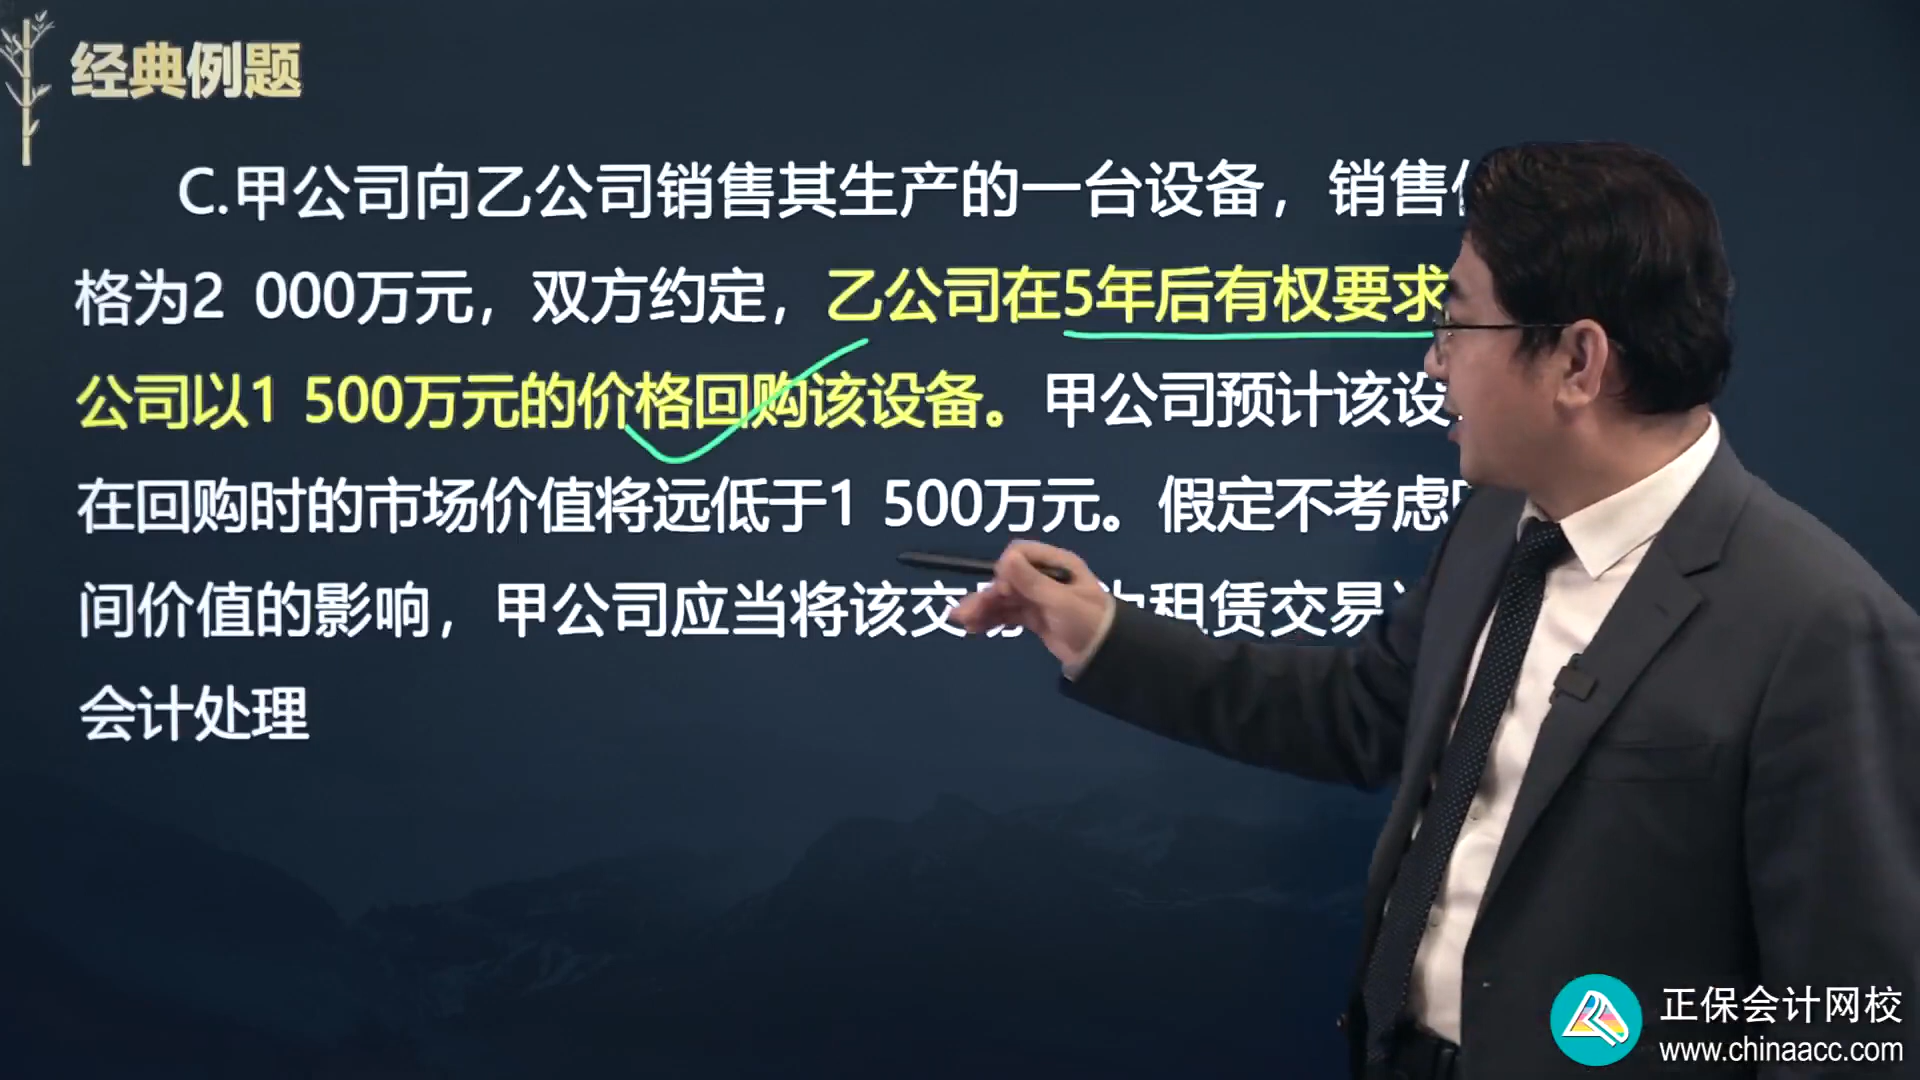 经典例题
C.甲公司向乙公司销售其生产的一台设备，销售
格为2 000万元，双方约定，乙公司在5年后有权要求
公司以1 500万元的价格回购该设备。甲公司预计该设
在回购时的市场价值将远低于1 500万元。假定不考虑
间价值的影响，甲公司应当将该交 租赁交易
会计处理
正保会计网校
www.chinaacc.com